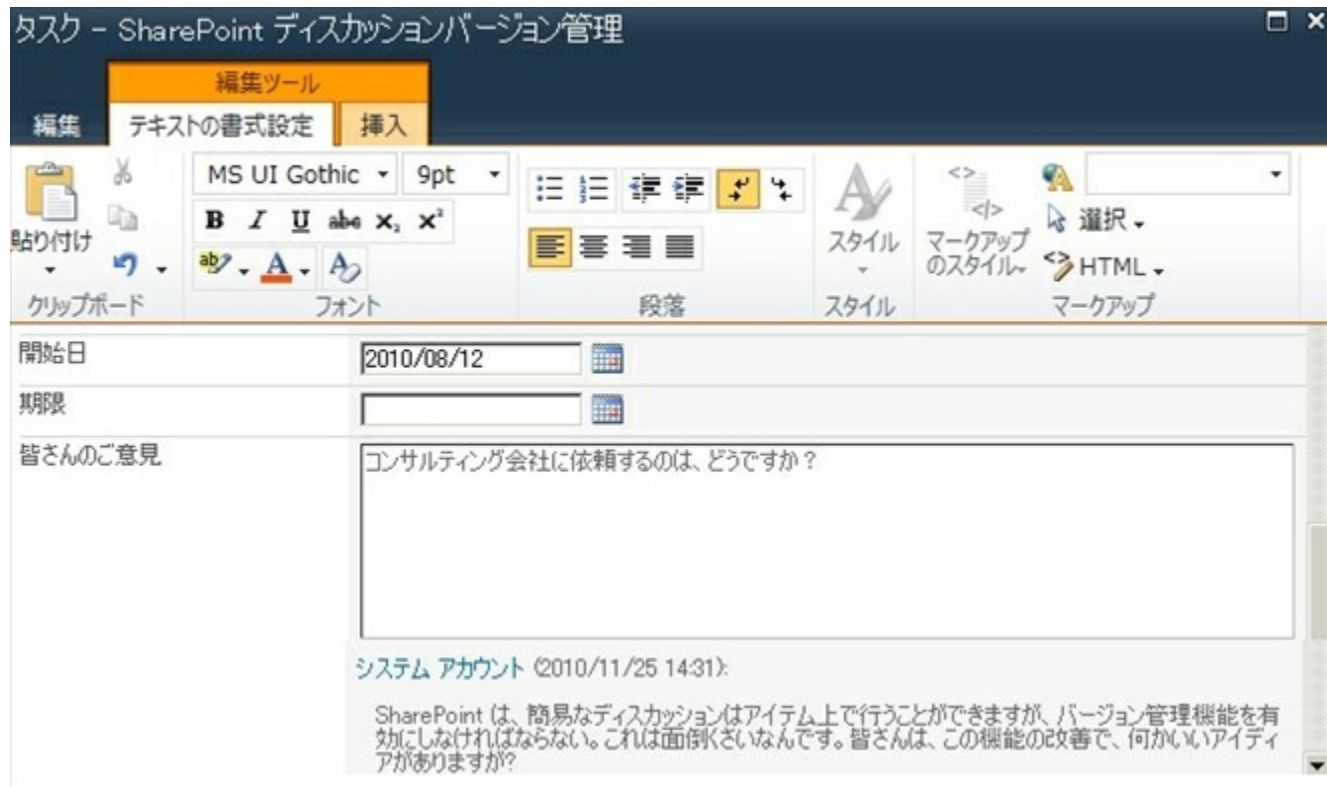 タスク - SharePoint ディスカッションバージョン管理
編集ツール
編集 テキストの書式設定 挿入
貼り付け
MS UI Gothic 9pt
B I U abc x₂ x²
ab A A
スタイル
マークアップ
のスタイル
選択
HTML
クリップボード フォント 段落 スタイル マークアップ
開始日 2010/08/12
期限
皆さんのご意見 コンサルティング会社に依頼するのは、どうですか？
システム アカウント (2010/11/25 14:31):
SharePoint は、簡易なディスカッションはアイテム上で行うことができますが、バージョン管理機能を有
効にしなければならない。これは面倒くさいなんです。皆さんは、この機能の改善で、何かいいアイディ
アがありますが?